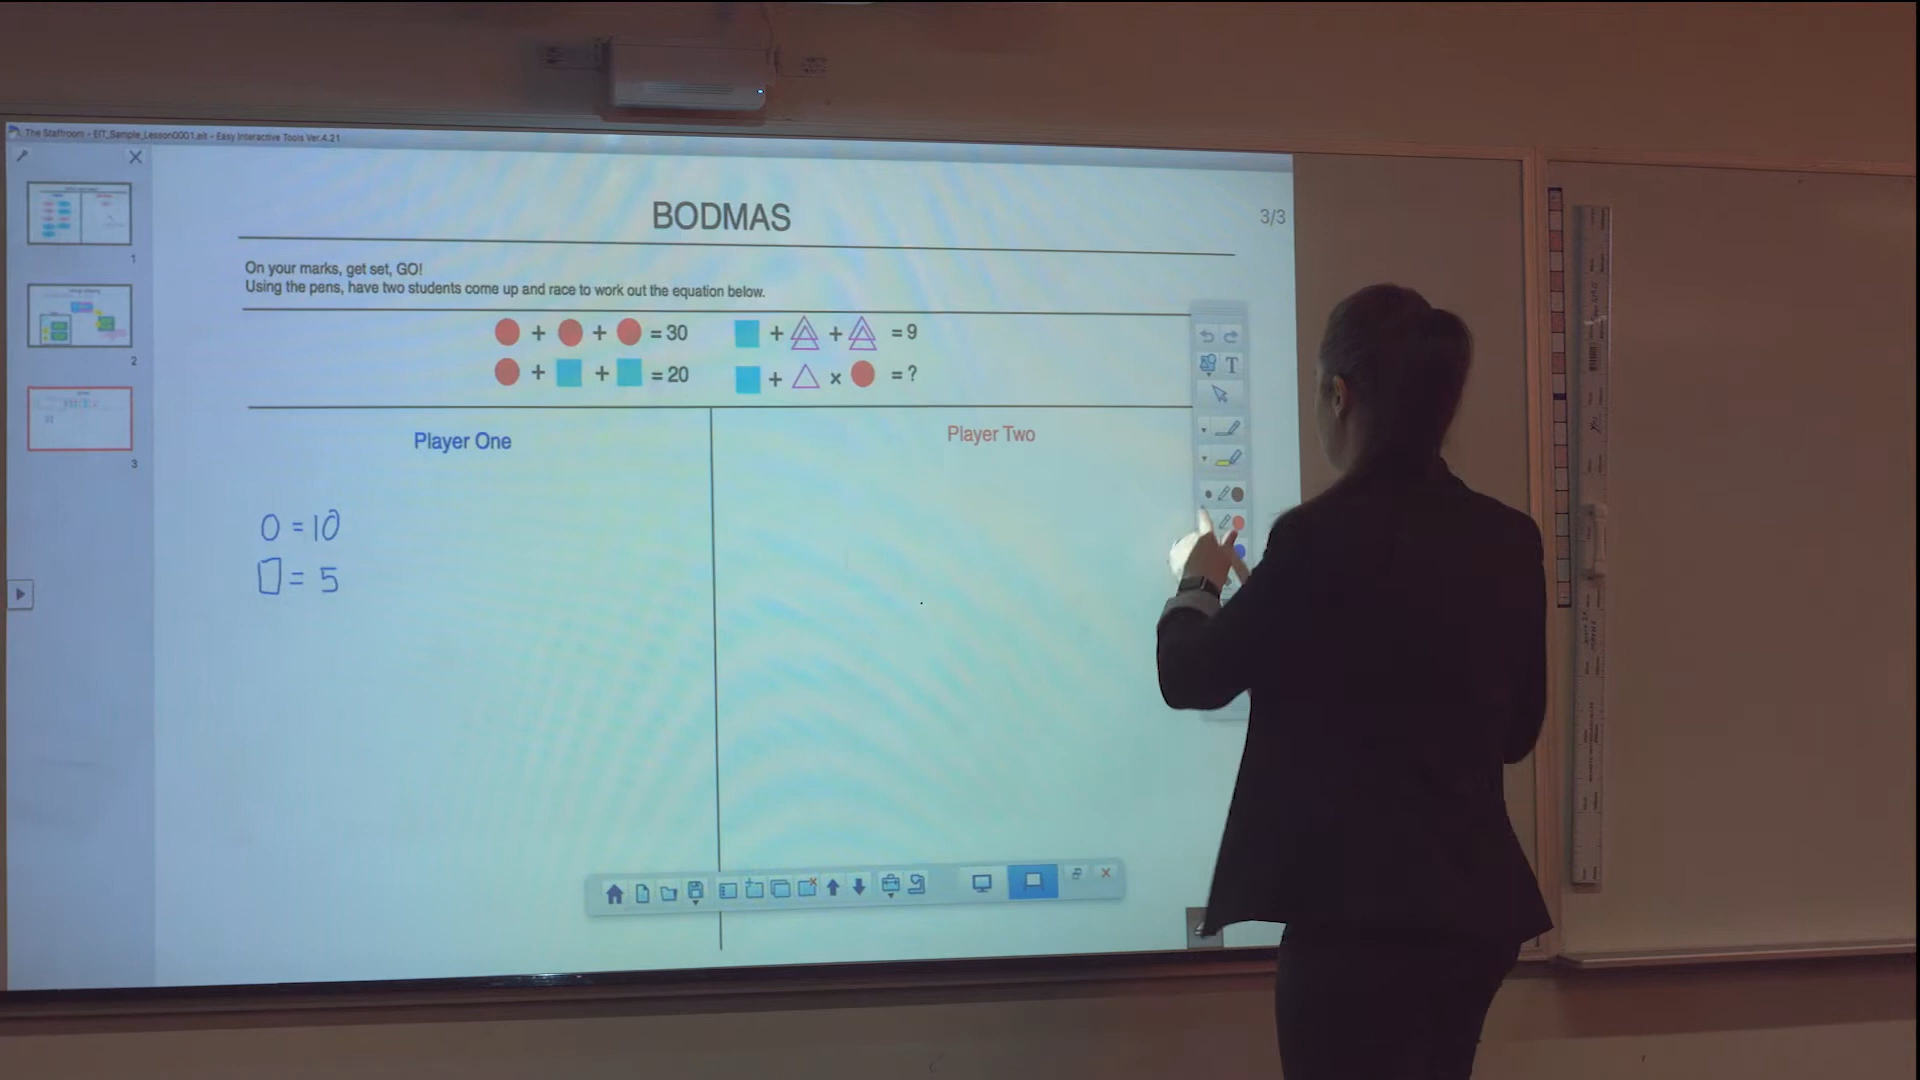 The Staffroom - EIT_Sample_Lesson0001.eit - Easy Interactive Tools Ver.4.21
BODMAS
3/3
On your marks, get set, GO!
Using the pens, have two students come up and race to work out the equation below.
+ + = 30
+ + = 9
+ + = 20
+ × = ?
Player One
Player Two
T
1
2
3
O = 10
□ = 5